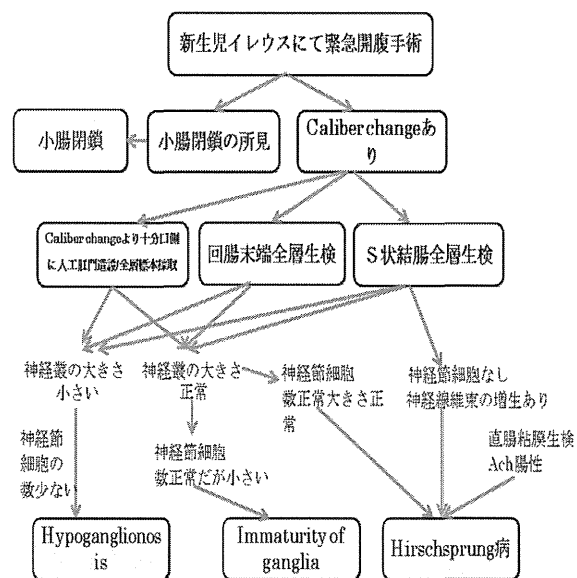 新生児イレウスにて緊急開腹手術
小腸閉鎖
小腸閉鎖の所見
Caliber changeあ
り
Caliber changeより十分口側
に人工肛門造設/全層標本採取
回腸末端全層生検
S状結腸全層生検
神経叢の大きさ
小さい
神経叢の大きさ
正常
神経節細胞
数正常大きさ正
常
神経節細胞なし
神経線維束の増生あり
神経節
細胞の
数少ない
神経節細胞
数正常だが小さい
直腸粘膜生検
Ach陽性
Hypoganglionos
is
Immaturity of
ganglia
Hirschsprung病